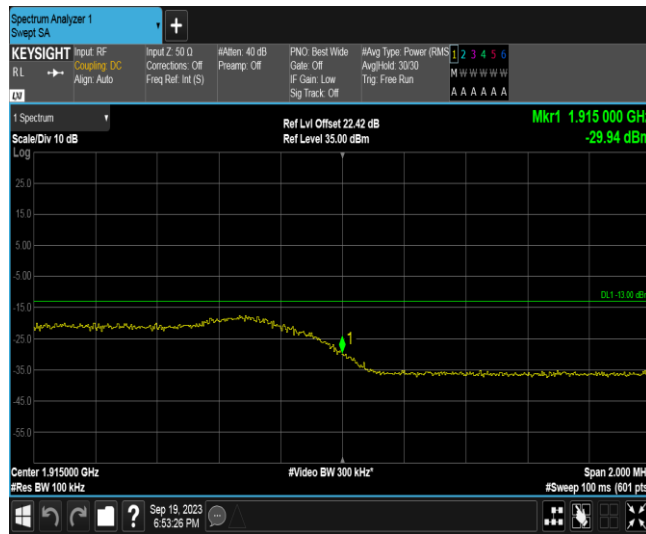 Spectrum Analyzer 1
Swept SA
+
KEYSIGHT Input: RF Input Z: 50 Ω #Atten: 40 dB PNO: Best Wide #Avg Type: Power (RMS 1 2 3 4 5 6
RL Coupling: DC Corrections: Off Preamp: Off Gate: Off Avg|Hold: 30/30 M W W W W W
Align: Auto Freq Ref: Int (S) IF Gain: Low Trig: Free Run
LXI Sig Track: Off A A A A A A
1 Spectrum Ref Lvl Offset 22.42 dB Mkr1 1.915 000 GHz
Scale/Div 10 dB Ref Level 35.00 dBm -29.94 dBm
Log
25.0
15.0
5.00
-5.00
DL1 -13.00 dBm
-15.0
-25.0
1
-35.0
-45.0
-55.0
Center 1.915000 GHz #Video BW 300 kHz* Span 2.000 MH
#Res BW 100 kHz #Sweep 100 ms (601 pts
? Sep 19, 2023
6:53:26 PM